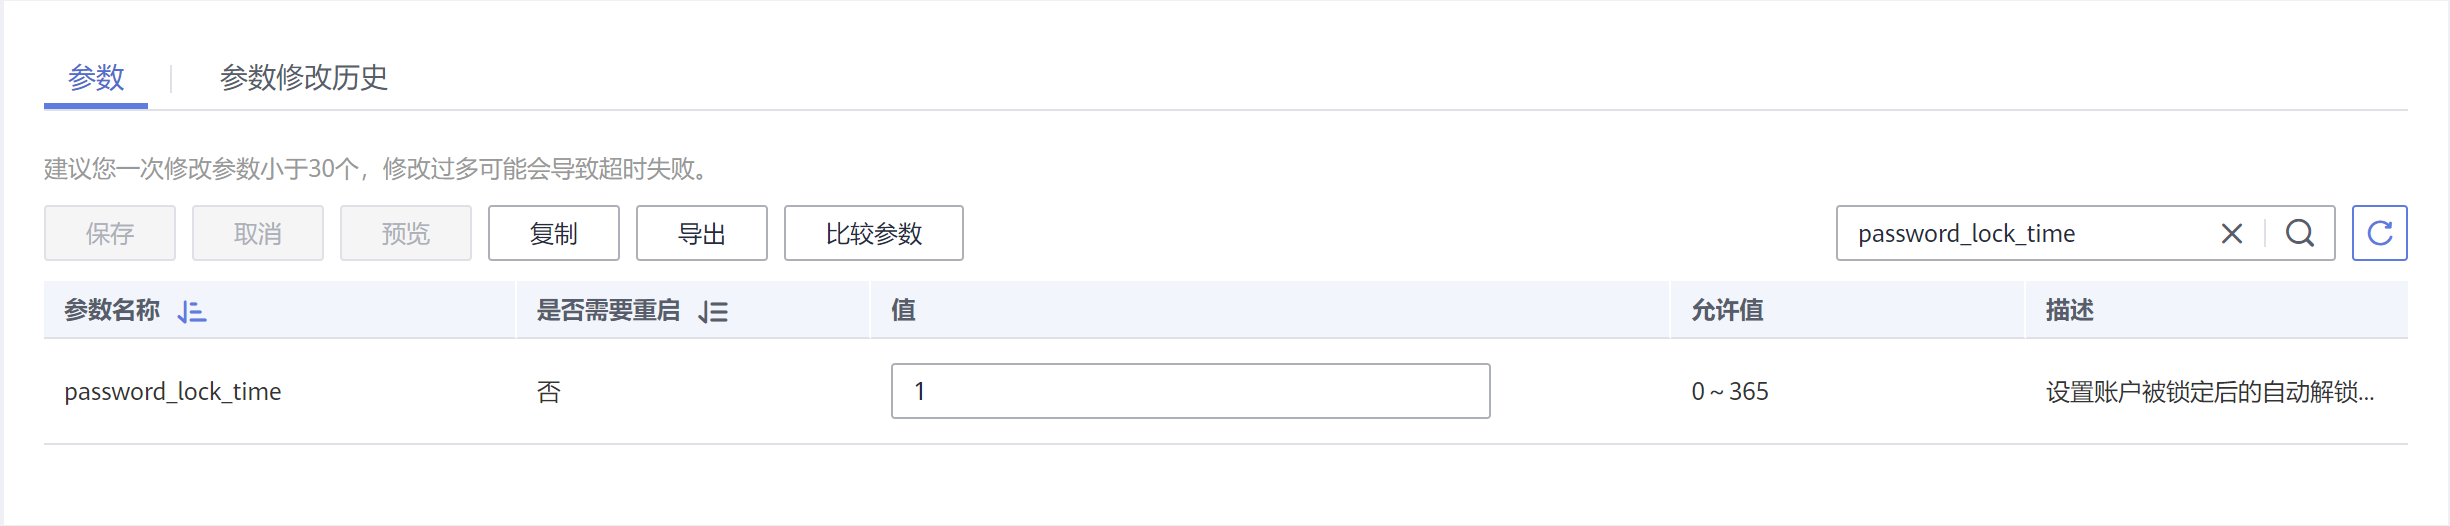 参数 参数修改历史
建议您一次修改参数小于30个，修改过多可能会导致超时失败。
保存 取消 预览 复制 导出 比较参数 password_lock_time
参数名称 是否需要重启 值 允许值 描述
password_lock_time 否 1 0 ~ 365 设置账户被锁定后的自动解锁...